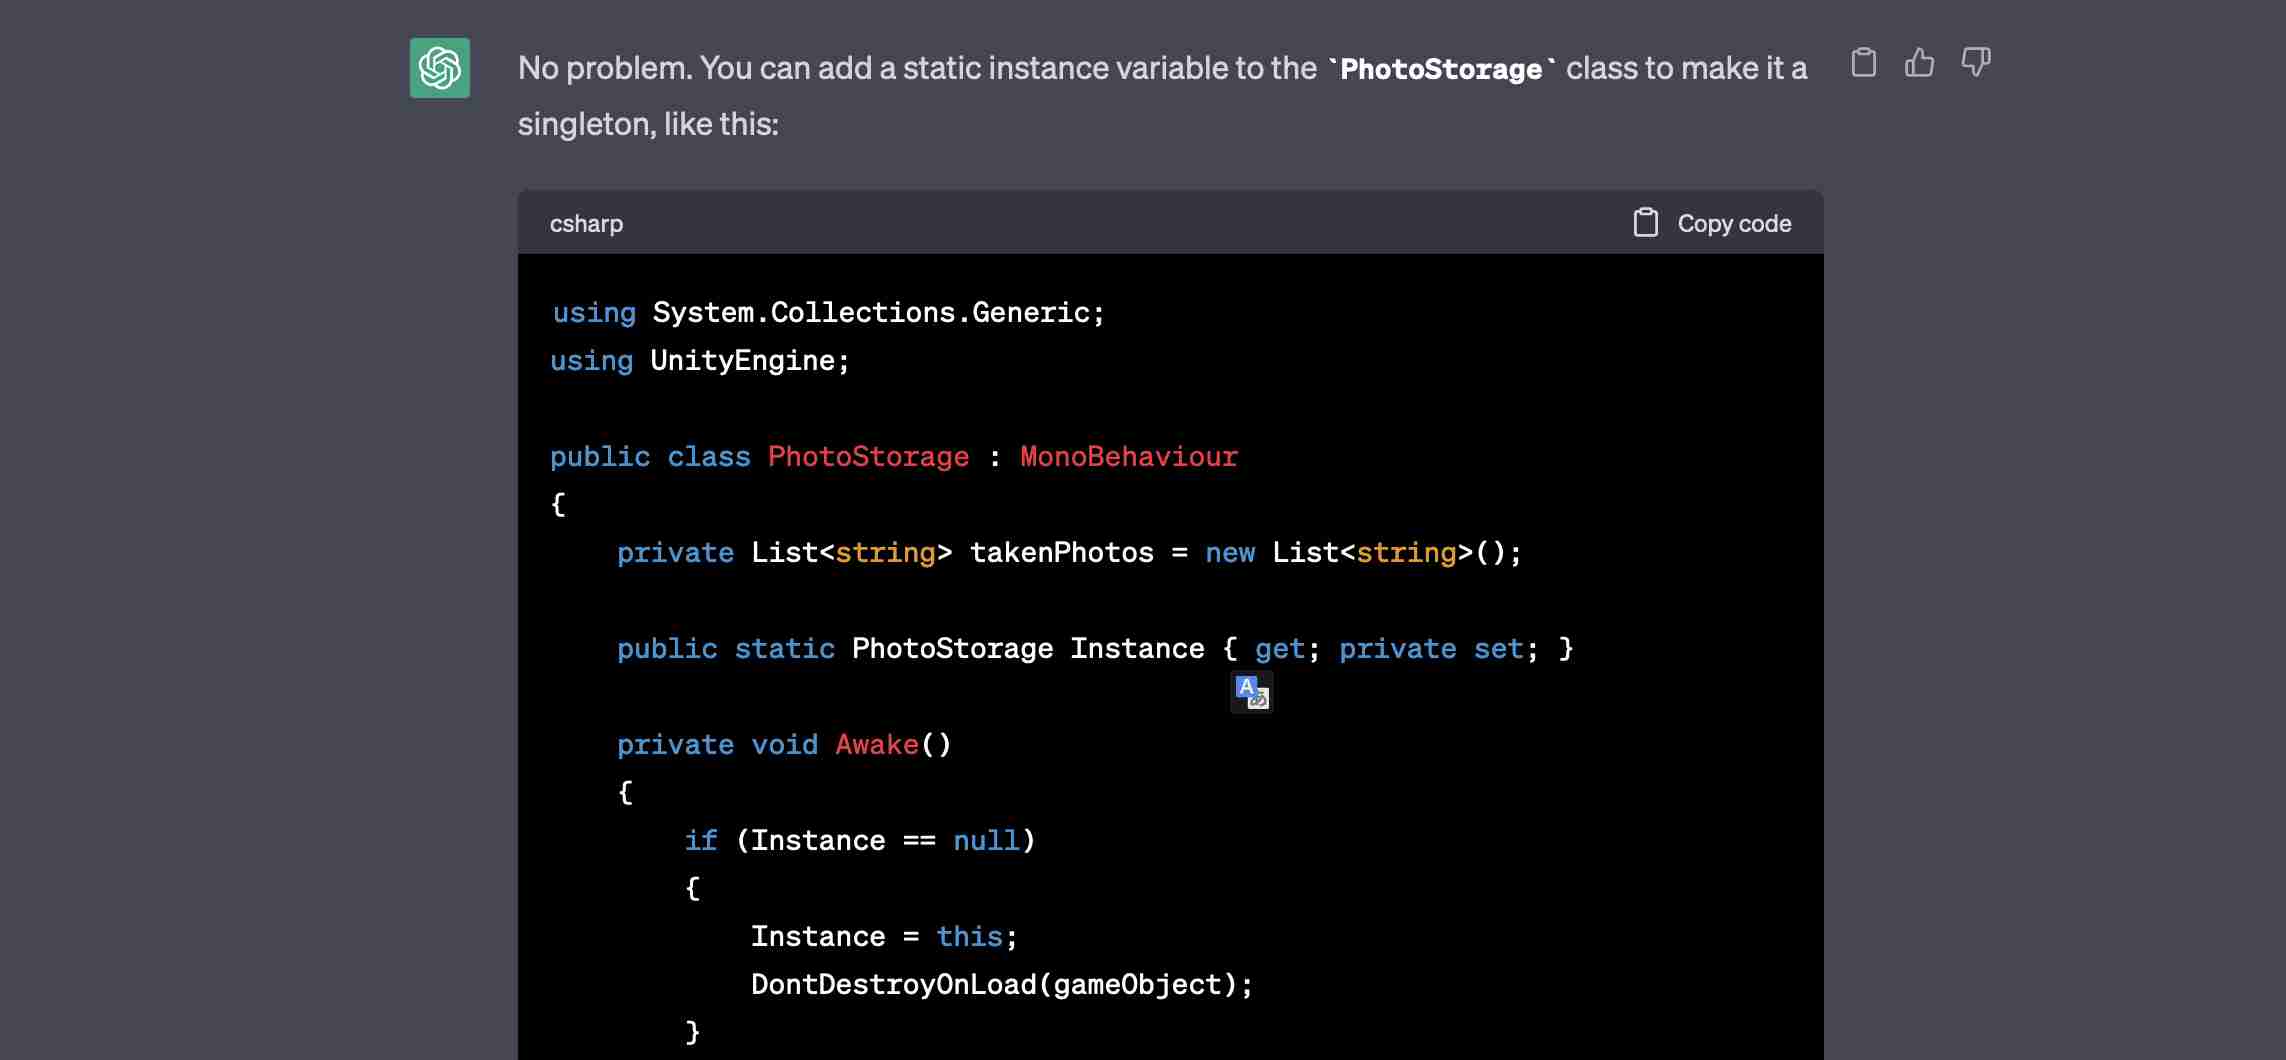 No problem. You can add a static instance variable to the `PhotoStorage` class to make it a
singleton, like this:
csharp
Copy code
using System.Collections.Generic;
using UnityEngine;
public class PhotoStorage : MonoBehaviour
{
    private List<string> takenPhotos = new List<string>();
    public static PhotoStorage Instance { get; private set; }
A あ
    private void Awake()
    {
        if (Instance == null)
        {
            Instance = this;
            DontDestroyOnLoad(gameObject);
        }